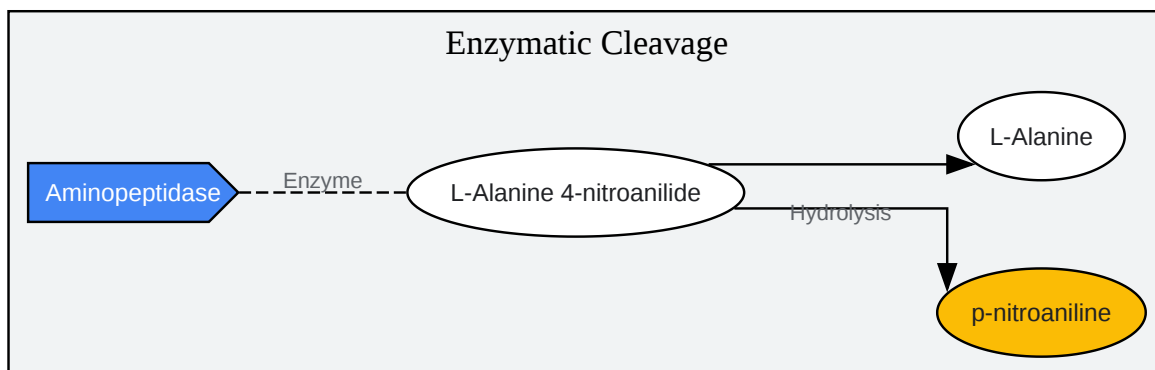 Enzymatic Cleavage
L-Alanine
Aminopeptidase
Enzyme
L-Alanine 4-nitroanilide
Hydrolysis
p-nitroaniline